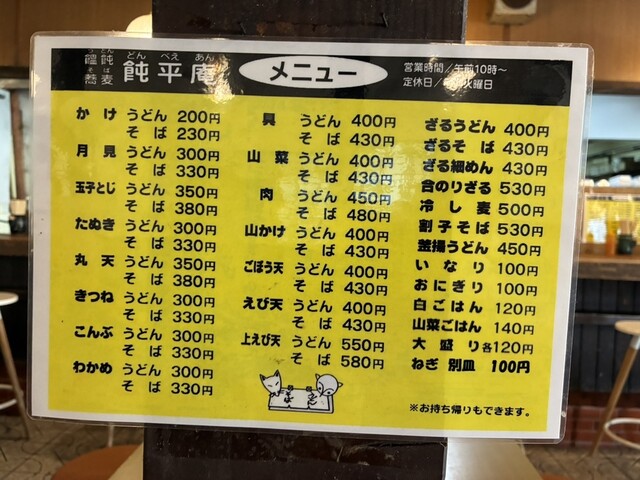 うどん
そば
饂飩
蕎麦
どんべえあん
飩平庵
メニュー
営業時間/午前10時~
定休日/
火曜日
かけ うどん 200円
そば 230円
月見 うどん 300円
そば 330円
玉子とじ うどん 350円
そば 380円
たぬき うどん 300円
そば 330円
丸天 うどん 350円
そば 380円
きつね うどん 300円
そば 330円
こんぶ うどん 300円
そば 330円
わかめ うどん 300円
そば 330円
具 うどん 400円
そば 430円
山菜 うどん 400円
そば 430円
肉 うどん 450円
そば 480円
山かけ うどん 400円
そば 430円
ごぼう天 うどん 400円
そば 430円
えび天 うどん 400円
そば 430円
上えび天 うどん 550円
そば 580円
ざるうどん 400円
ざるそば 430円
ざる細めん 430円
合のりざる 530円
冷し麦 500円
割子そば 530円
釜揚うどん 450円
いなり 100円
おにぎり 100円
白ごはん 120円
山菜ごはん 140円
大盛り 各120円
ねぎ 別皿 100円
※お持ち帰りもできます。